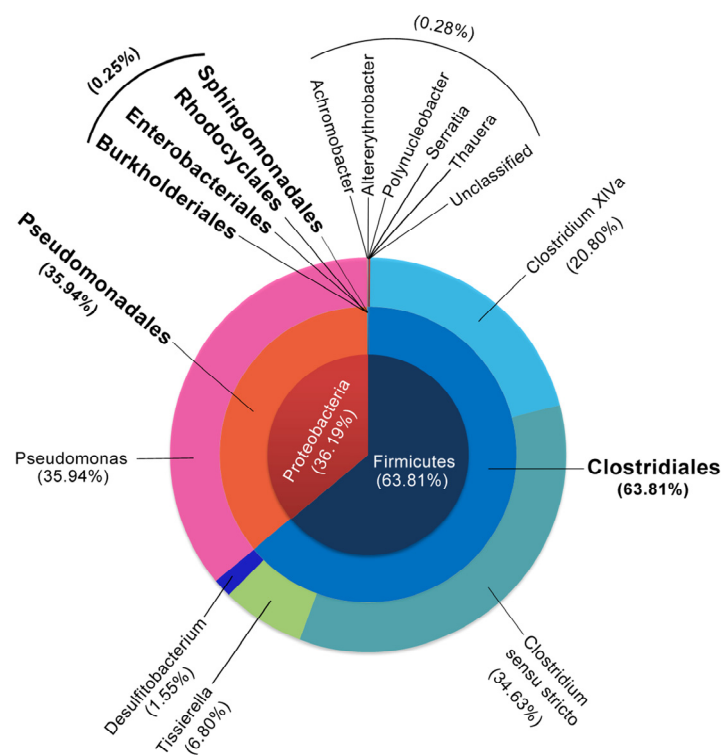 (0.28%)
(0.25%)
Sphingomonadales
Rhodocyclales
Enterobacteriales
Burkholderiales
Achromobacter
Altererythrobacter
Polynucleobacter
Serratia
Thauera
Unclassified
Pseudomonadales
(35.94%)
Clostridium XIVa
(20.80%)
Proteobacteria
(36.19%)
Firmicutes
(63.81%)
Pseudomonas
(35.94%)
Clostridiales
(63.81%)
Desulfitobacterium
(1.55%)
Tissierella
(6.80%)
Clostridium
sensu stricto
(34.63%)